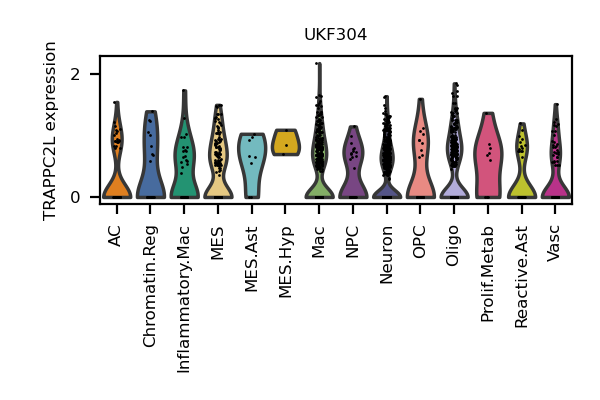 UKF304
TRAPPC2L expression
2
0
AC
Chromatin.Reg
Inflammatory.Mac
MES
MES.Ast
MES.Hyp
Mac
NPC
Neuron
OPC
Oligo
Prolif.Metab
Reactive.Ast
Vasc